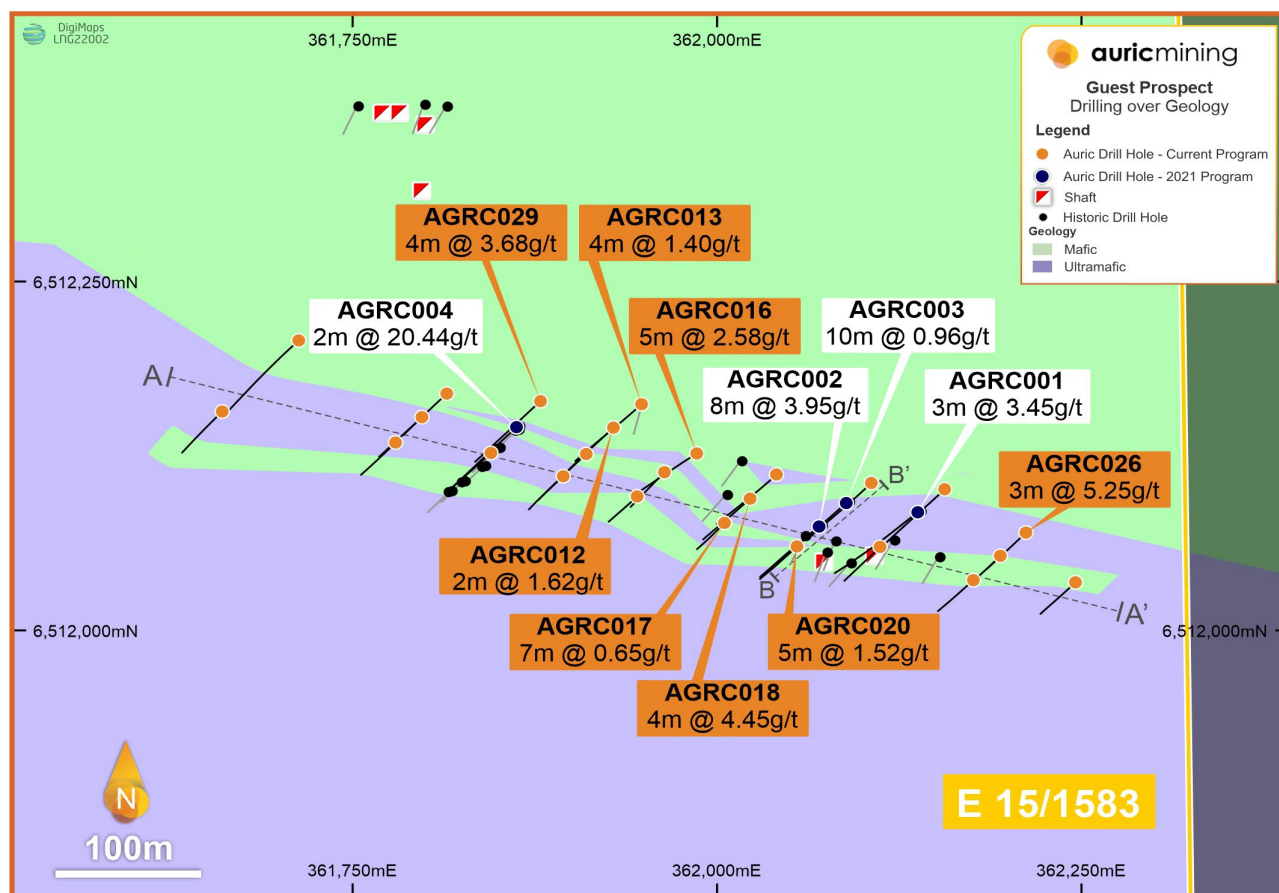 DigiMaps
LNG22002
361,750mE
362,000mE
auricmining
Guest Prospect
Drilling over Geology
Legend
Auric Drill Hole - Current Program
Auric Drill Hole - 2021 Program
Shaft
Historic Drill Hole
Geology
Mafic
Ultramafic
AGRC029
4m @ 3.68g/t
AGRC013
4m @ 1.40g/t
6,512,250mN
AGRC004
2m @ 20.44g/t
AGRC016
5m @ 2.58g/t
AGRC003
10m @ 0.96g/t
AGRC002
8m @ 3.95g/t
AGRC001
3m @ 3.45g/t
A
B'
AGRC026
3m @ 5.25g/t
AGRC012
2m @ 1.62g/t
B
A'
AGRC017
7m @ 0.65g/t
AGRC020
5m @ 1.52g/t
6,512,000mN
6,512,000mN
AGRC018
4m @ 4.45g/t
N
100m
E 15/1583
361,750mE
362,000mE
362,250mE